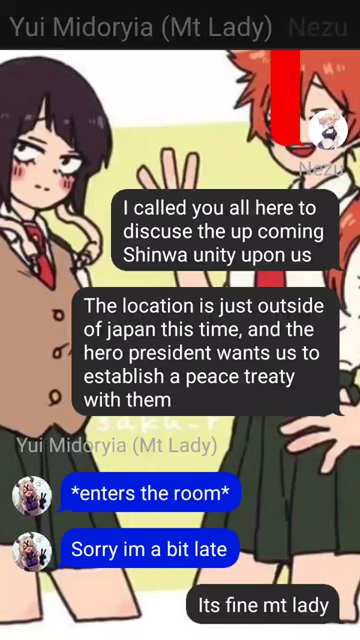 Yui Midoryia (Mt Lady) Nezu
Nezu
I called you all here to
discuse the up coming
Shinwa unity upon us
The location is just outside
of japan this time, and the
hero president wants us to
establish a peace treaty
with them
Yui Midoryia (Mt Lady)
*enters the room*
Sorry im a bit late
Its fine mt lady